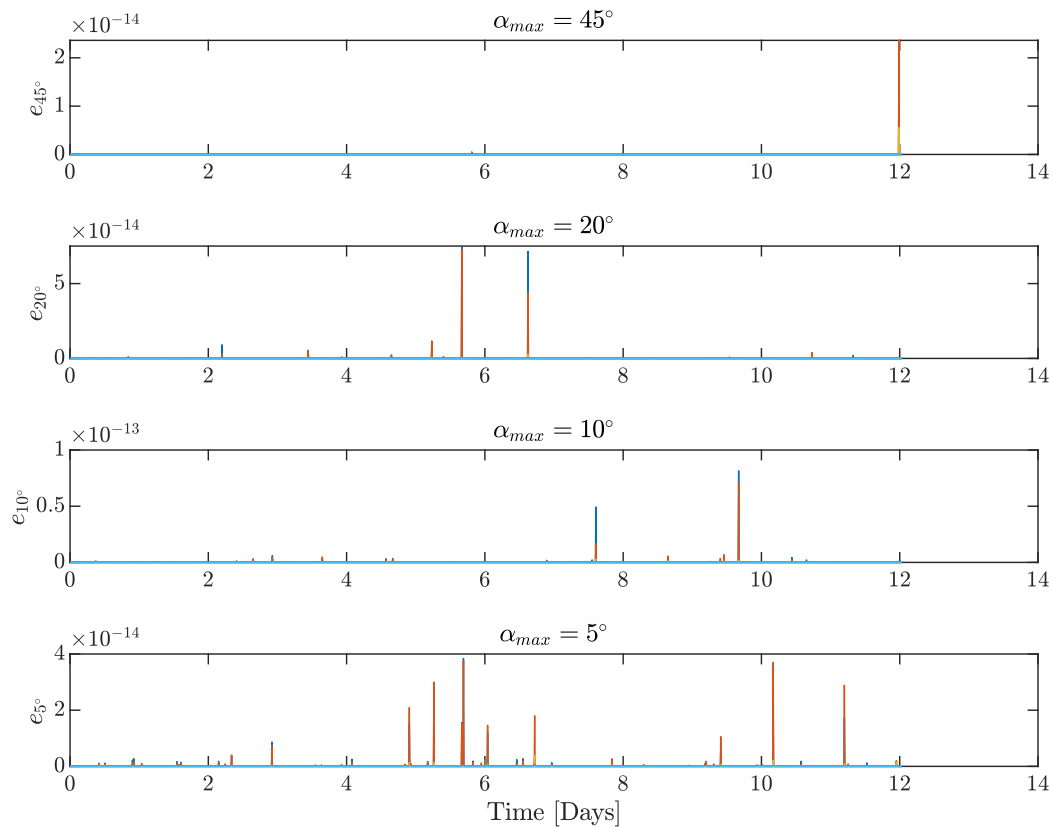 ×10⁻¹⁴
α_max = 45°
e_45°
2
1
0
0 2 4 6 8 10 12 14
×10⁻¹⁴
α_max = 20°
e_20°
5
0
0 2 4 6 8 10 12 14
×10⁻¹³
α_max = 10°
e_10°
1
0.5
0
0 2 4 6 8 10 12 14
×10⁻¹⁴
α_max = 5°
e_5°
4
2
0
0 2 4 6 8 10 12 14
Time [Days]